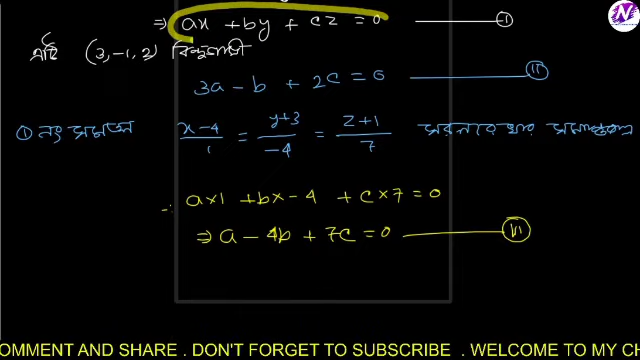 ⇒ ax + by + cz = 0 ——— I
এটি (3, -1, 2) বিন্দুগামী
3a - b + 2c = 0 ——— II
① নং সমতল (x-4)/1 = (y+3)/-4 = (z+1)/7 সরলরেখার সমান্তরাল
∴ a×1 + b×-4 + c×7 = 0
⇒ a - 4b + 7c = 0 ——— III
OMMENT AND SHARE . DON'T FORGET TO SUBSCRIBE . WELCOME TO MY CH